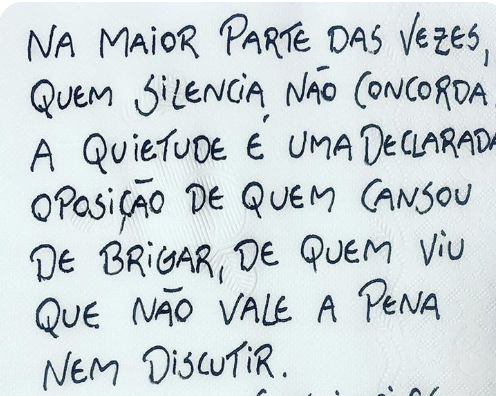 NA MAIOR PARTE DAS VEZES,
QUEM SILENCIA NÃO CONCORDA
A QUIETUDE É UMA DECLARADA
OPOSIÇÃO DE QUEM CANSOU
DE BRIGAR, DE QUEM VIU
QUE NÃO VALE A PENA
NEM DISCUTIR.